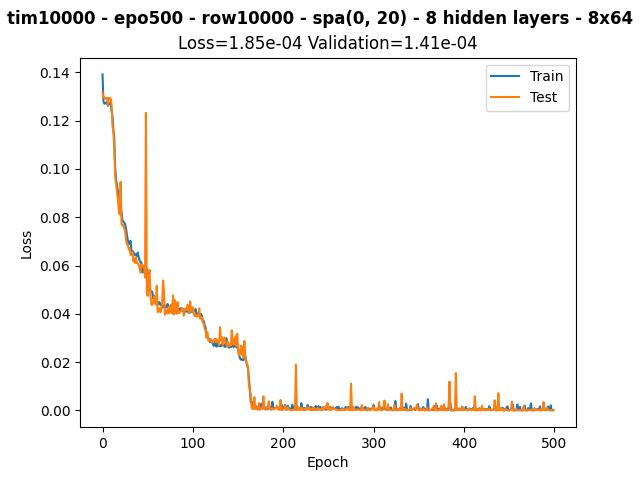 tim10000 - epo500 - row10000 - spa(0, 20) - 8 hidden layers - 8x64
Loss=1.85e-04 Validation=1.41e-04
Train
Test
0.14
0.12
0.10
0.08
0.06
0.04
0.02
0.00
Loss
0 100 200 300 400 500
Epoch